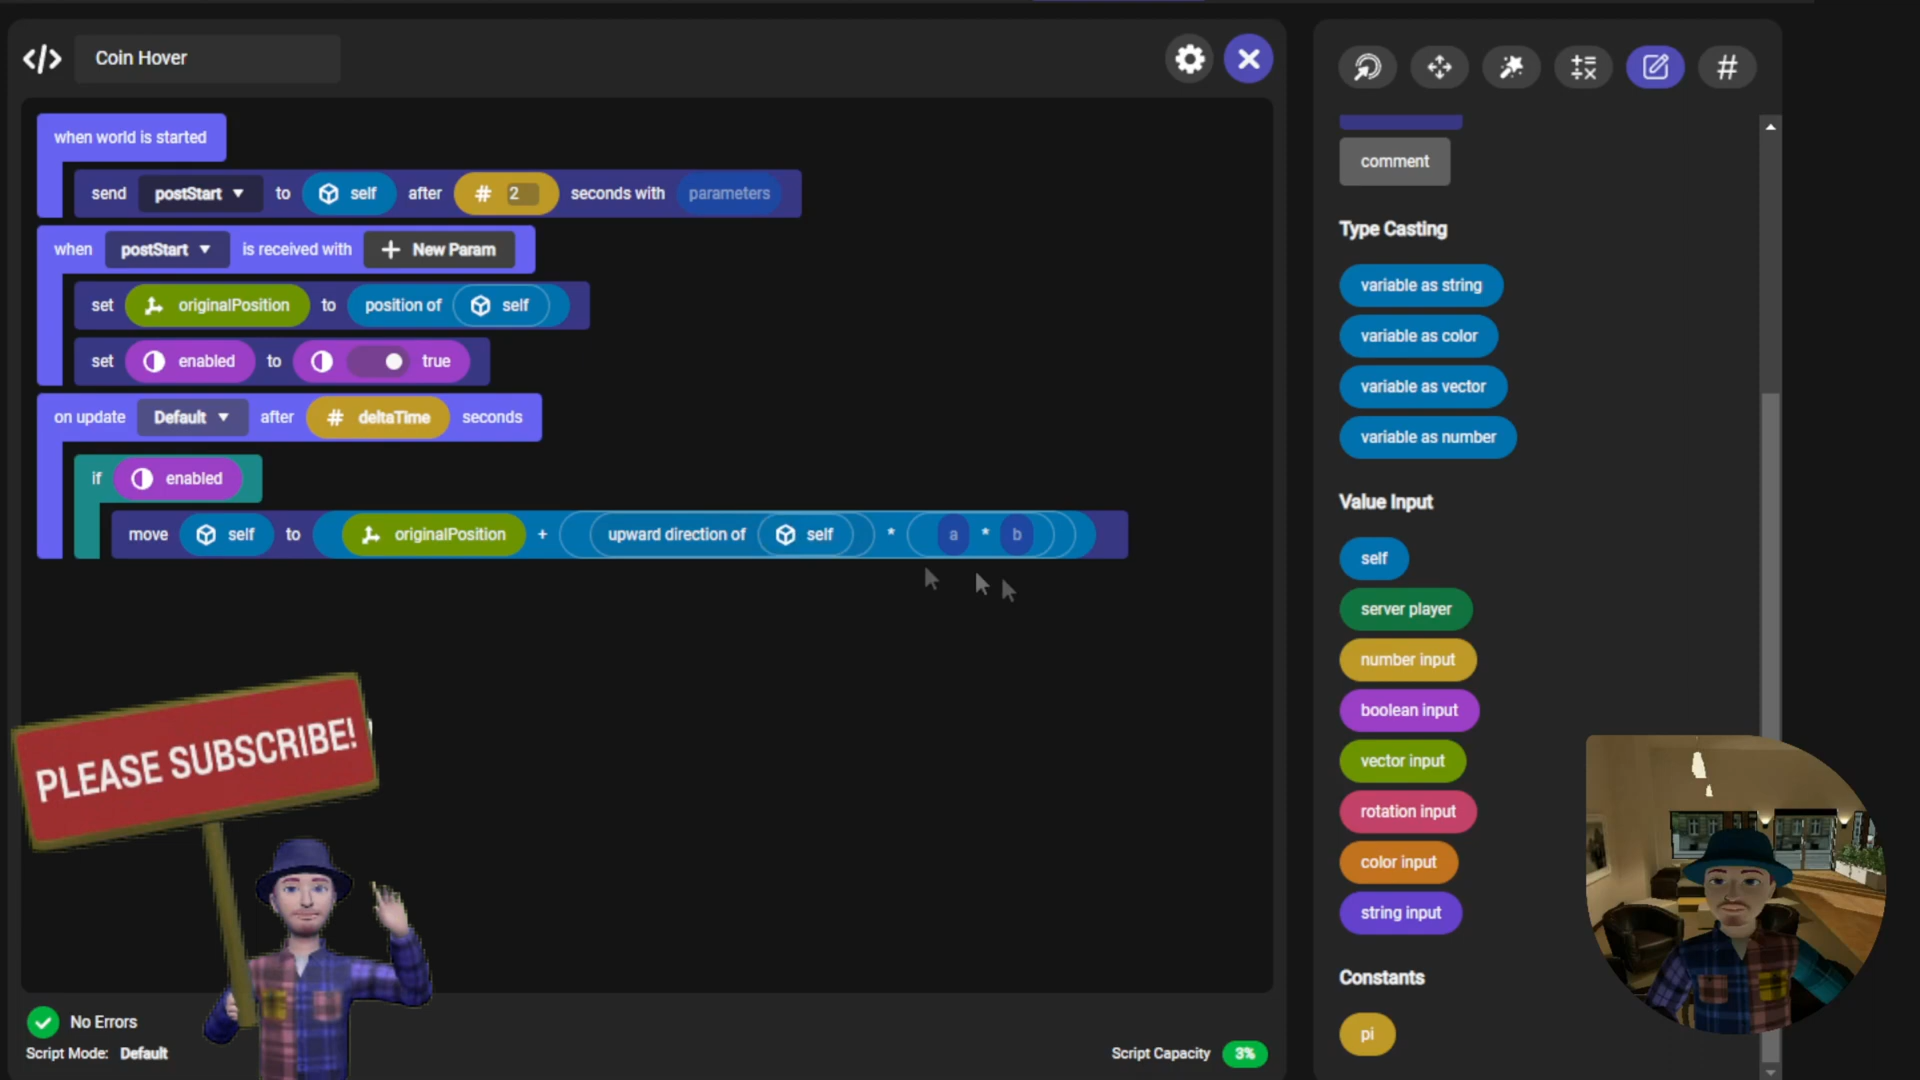 </> Coin Hover
when world is started
send postStart to self after # 2 seconds with parameters
when postStart is received with + New Param
set originalPosition to position of self
set enabled to true
on update Default after # deltaTime seconds
if enabled
move self to originalPosition + upward direction of self * a * b
PLEASE SUBSCRIBE!
No Errors
Script Mode: Default
Script Capacity 3%
#
comment
Type Casting
variable as string
variable as color
variable as vector
variable as number
Value Input
self
server player
number input
boolean input
vector input
rotation input
color input
string input
Constants
pi